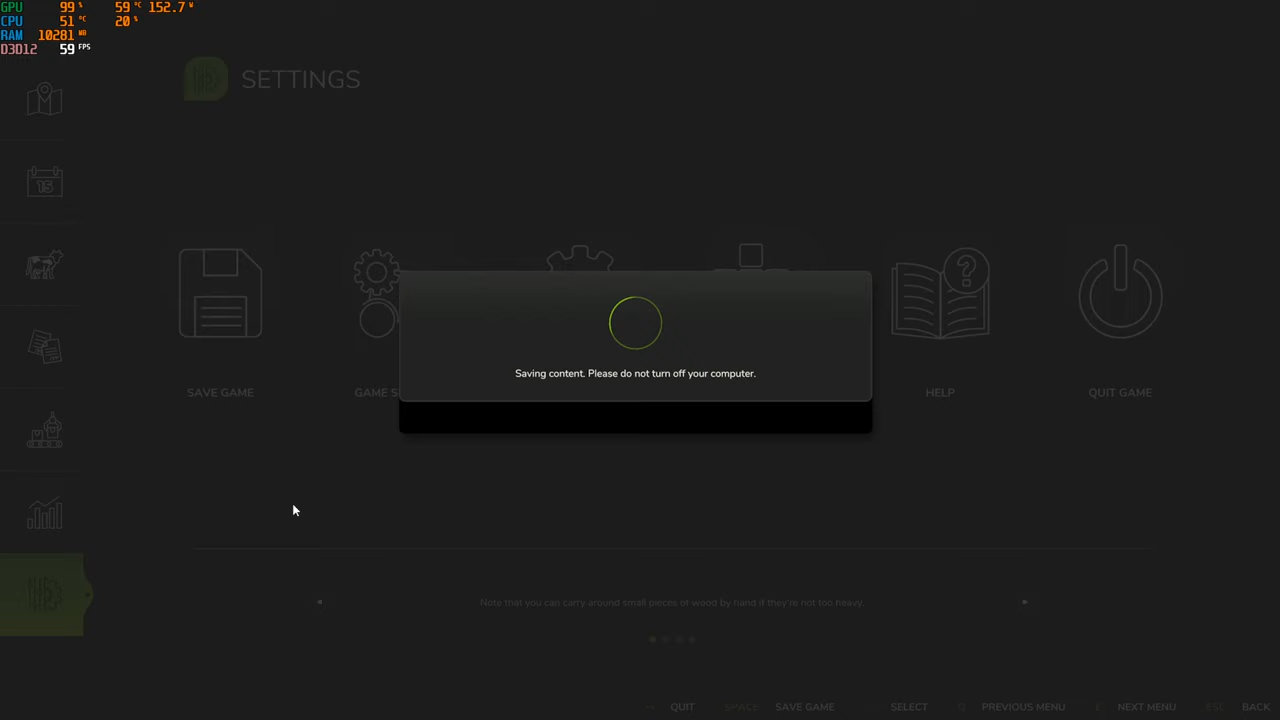 GPU 99 % 59 °C 152.7 W
CPU 51 °C 20 %
RAM 10281 MB
D3D12 59 FPS
SETTINGS
15
?
Saving content. Please do not turn off your computer.
SAVE GAME
GAME S
HELP
QUIT GAME
Note that you can carry around small pieces of wood by hand if they're not too heavy.
QUIT SPACE SAVE GAME SELECT Q PREVIOUS MENU E NEXT MENU ESC BACK